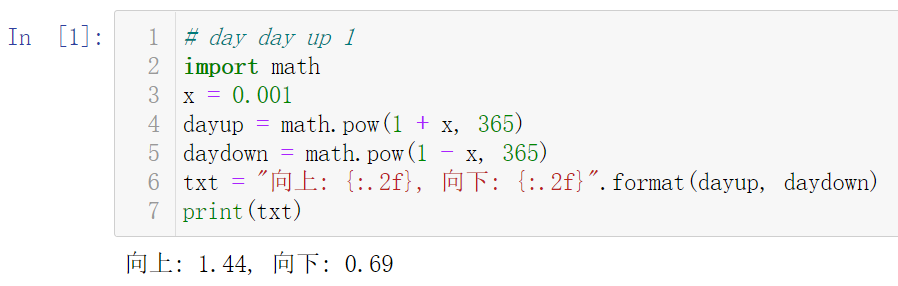 In [1]:
1 # day day up 1
2 import math
3 x = 0.001
4 dayup = math.pow(1 + x, 365)
5 daydown = math.pow(1 - x, 365)
6 txt = "向上: {:.2f}, 向下: {:.2f}".format(dayup, daydown)
7 print(txt)
向上: 1.44, 向下: 0.69